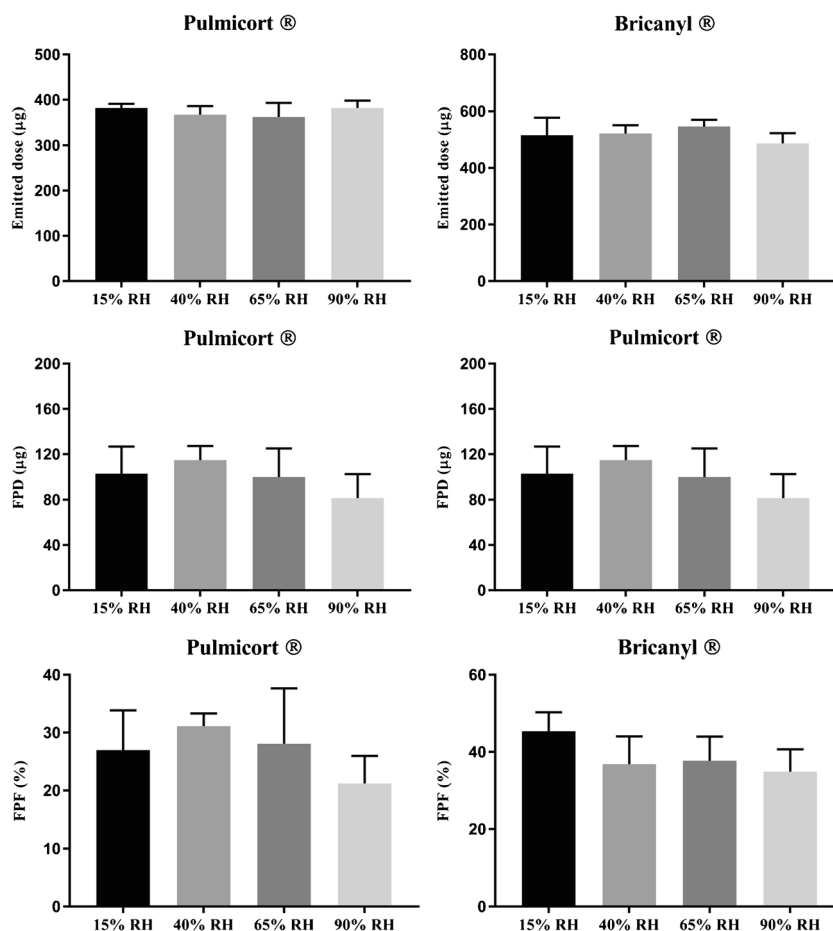 Pulmicort ®
Emitted dose (µg)
500
400
300
200
100
0
15% RH 40% RH 65% RH 90% RH
Bricanyl ®
Emitted dose (µg)
800
600
400
200
0
15% RH 40% RH 65% RH 90% RH
Pulmicort ®
FPD (µg)
200
160
120
80
40
0
15% RH 40% RH 65% RH 90% RH
Pulmicort ®
FPD (µg)
200
160
120
80
40
0
15% RH 40% RH 65% RH 90% RH
Pulmicort ®
FPF (%)
40
30
20
10
0
15% RH 40% RH 65% RH 90% RH
Bricanyl ®
FPF (%)
60
40
20
0
15% RH 40% RH 65% RH 90% RH